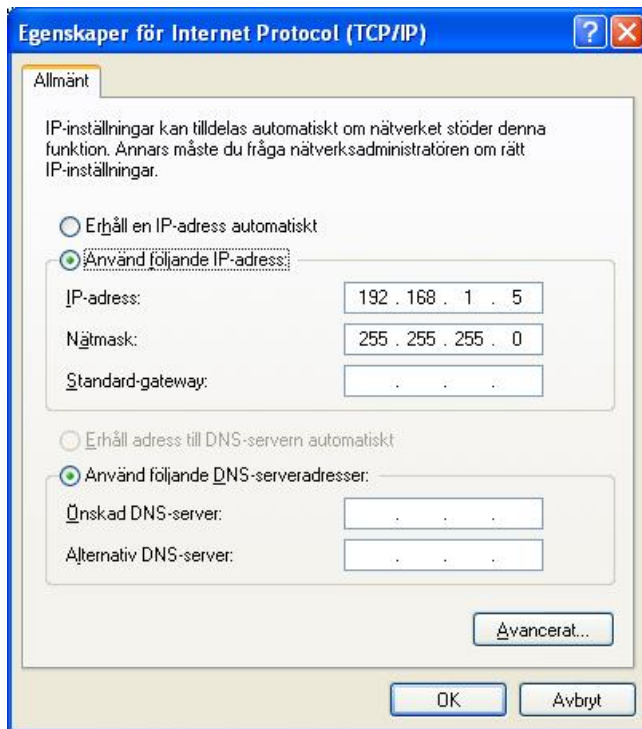 Egenskaper för Internet Protocol (TCP/IP)
Allmänt
IP-inställningar kan tilldelas automatiskt om nätverket stöder denna
funktion. Annars måste du fråga nätverksadministratören om rätt
IP-inställningar.
Erhåll en IP-adress automatiskt
Använd följande IP-adress:
IP-adress: 192 . 168 . 1 . 5
Nätmask: 255 . 255 . 255 . 0
Standard-gateway: . . .
Erhåll adress till DNS-servern automatiskt
Använd följande DNS-serveradresser:
Önskad DNS-server: . . .
Alternativ DNS-server: . . .
Avancerat...
OK Avbryt